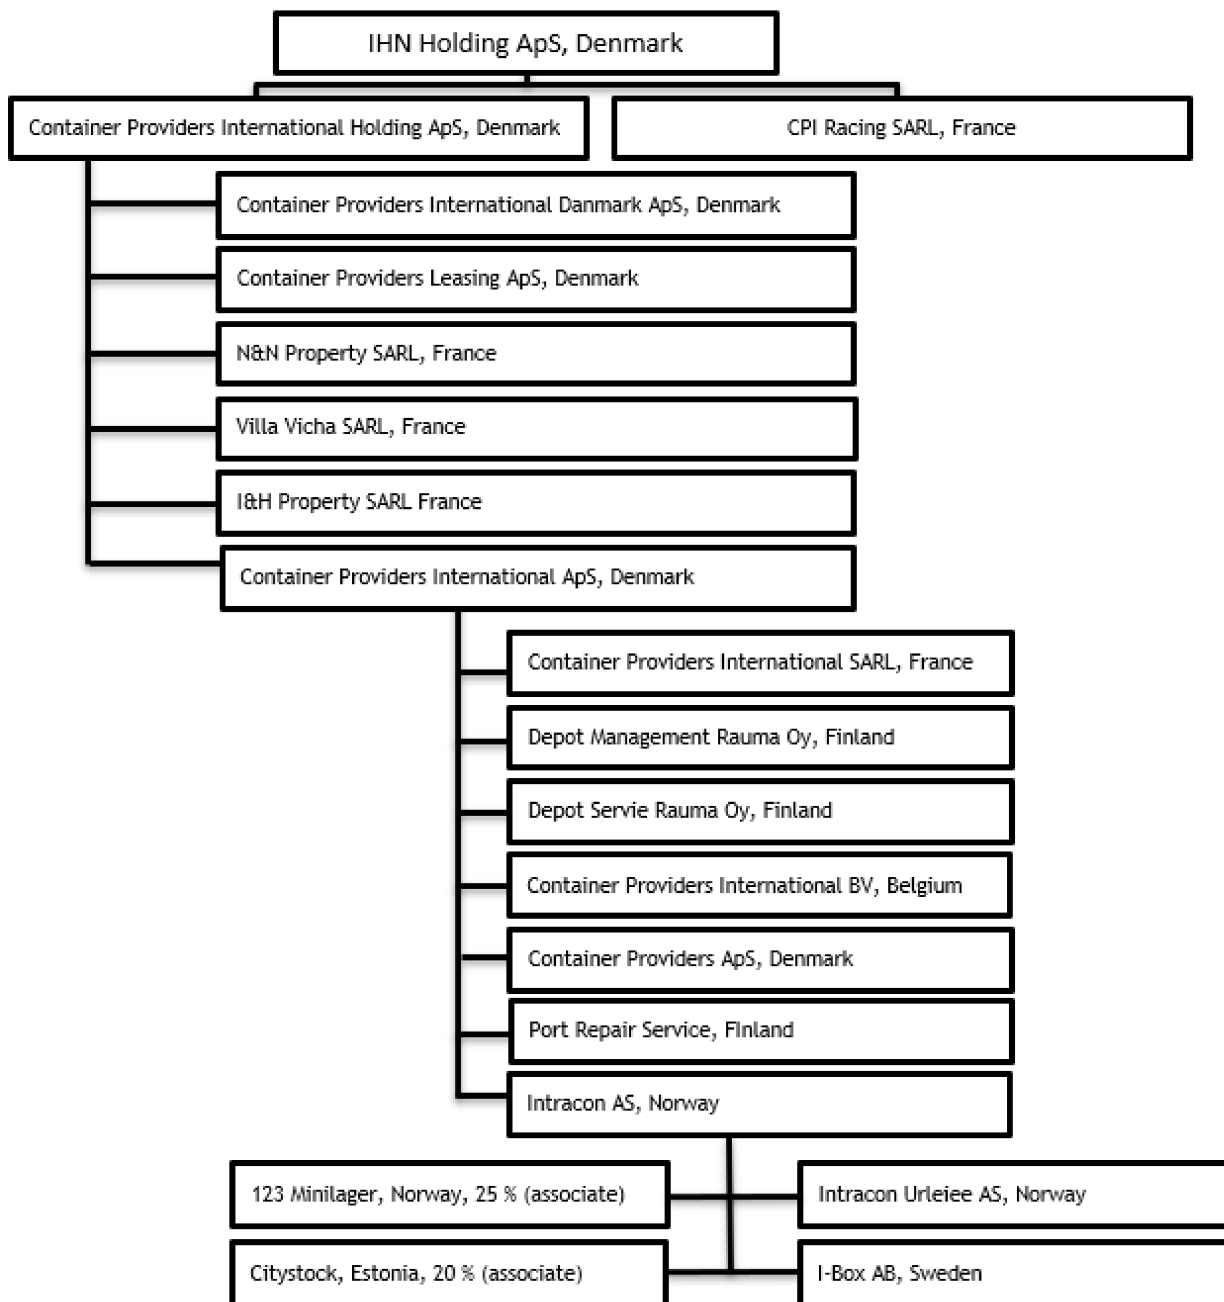 IHN Holding ApS, Denmark
Container Providers International Holding ApS, Denmark
CPI Racing SARL, France
Container Providers International Danmark ApS, Denmark
Container Providers Leasing ApS, Denmark
N&N Property SARL, France
Villa Vicha SARL, France
I&H Property SARL France
Container Providers International ApS, Denmark
Container Providers International SARL, France
Depot Management Rauma Oy, Finland
Depot Servie Rauma Oy, Finland
Container Providers International BV, Belgium
Container Providers ApS, Denmark
Port Repair Service, FInland
Intracon AS, Norway
123 Minilager, Norway, 25 % (associate)
Intracon Urleiee AS, Norway
Citystock, Estonia, 20 % (associate)
I-Box AB, Sweden